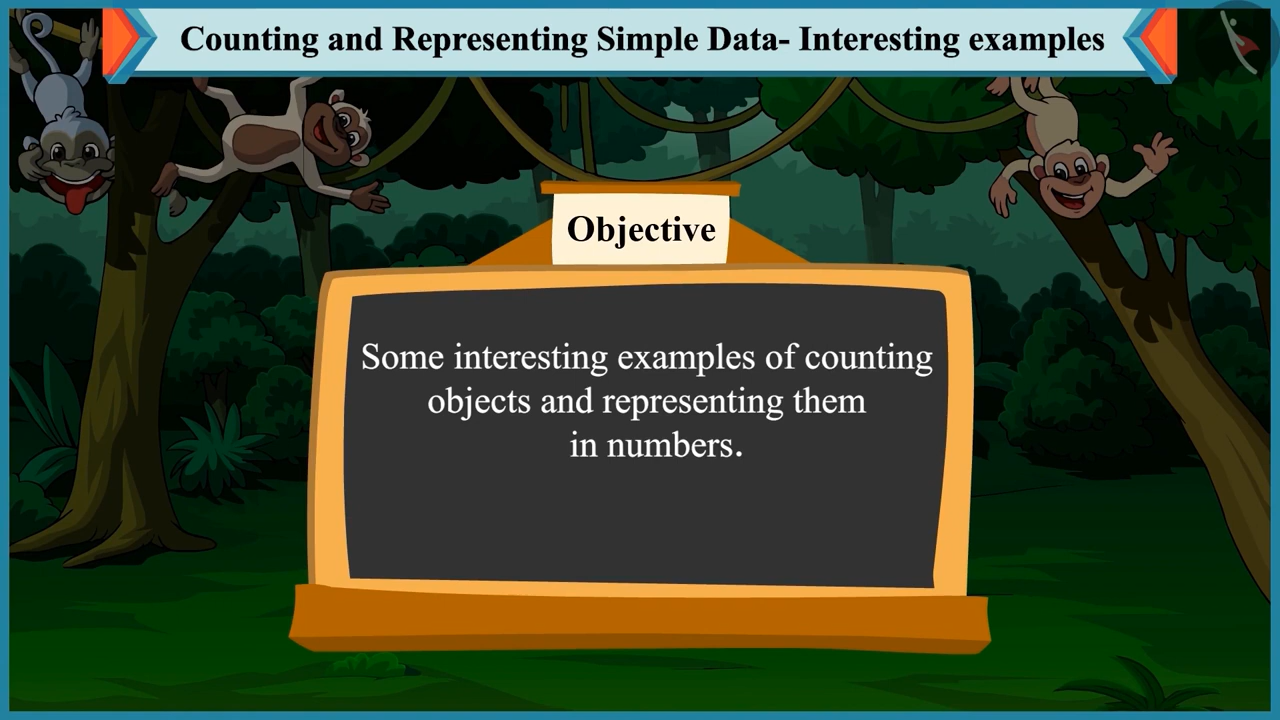 Counting and Representing Simple Data- Interesting examples
Objective
Some interesting examples of counting
objects and representing them
in numbers.